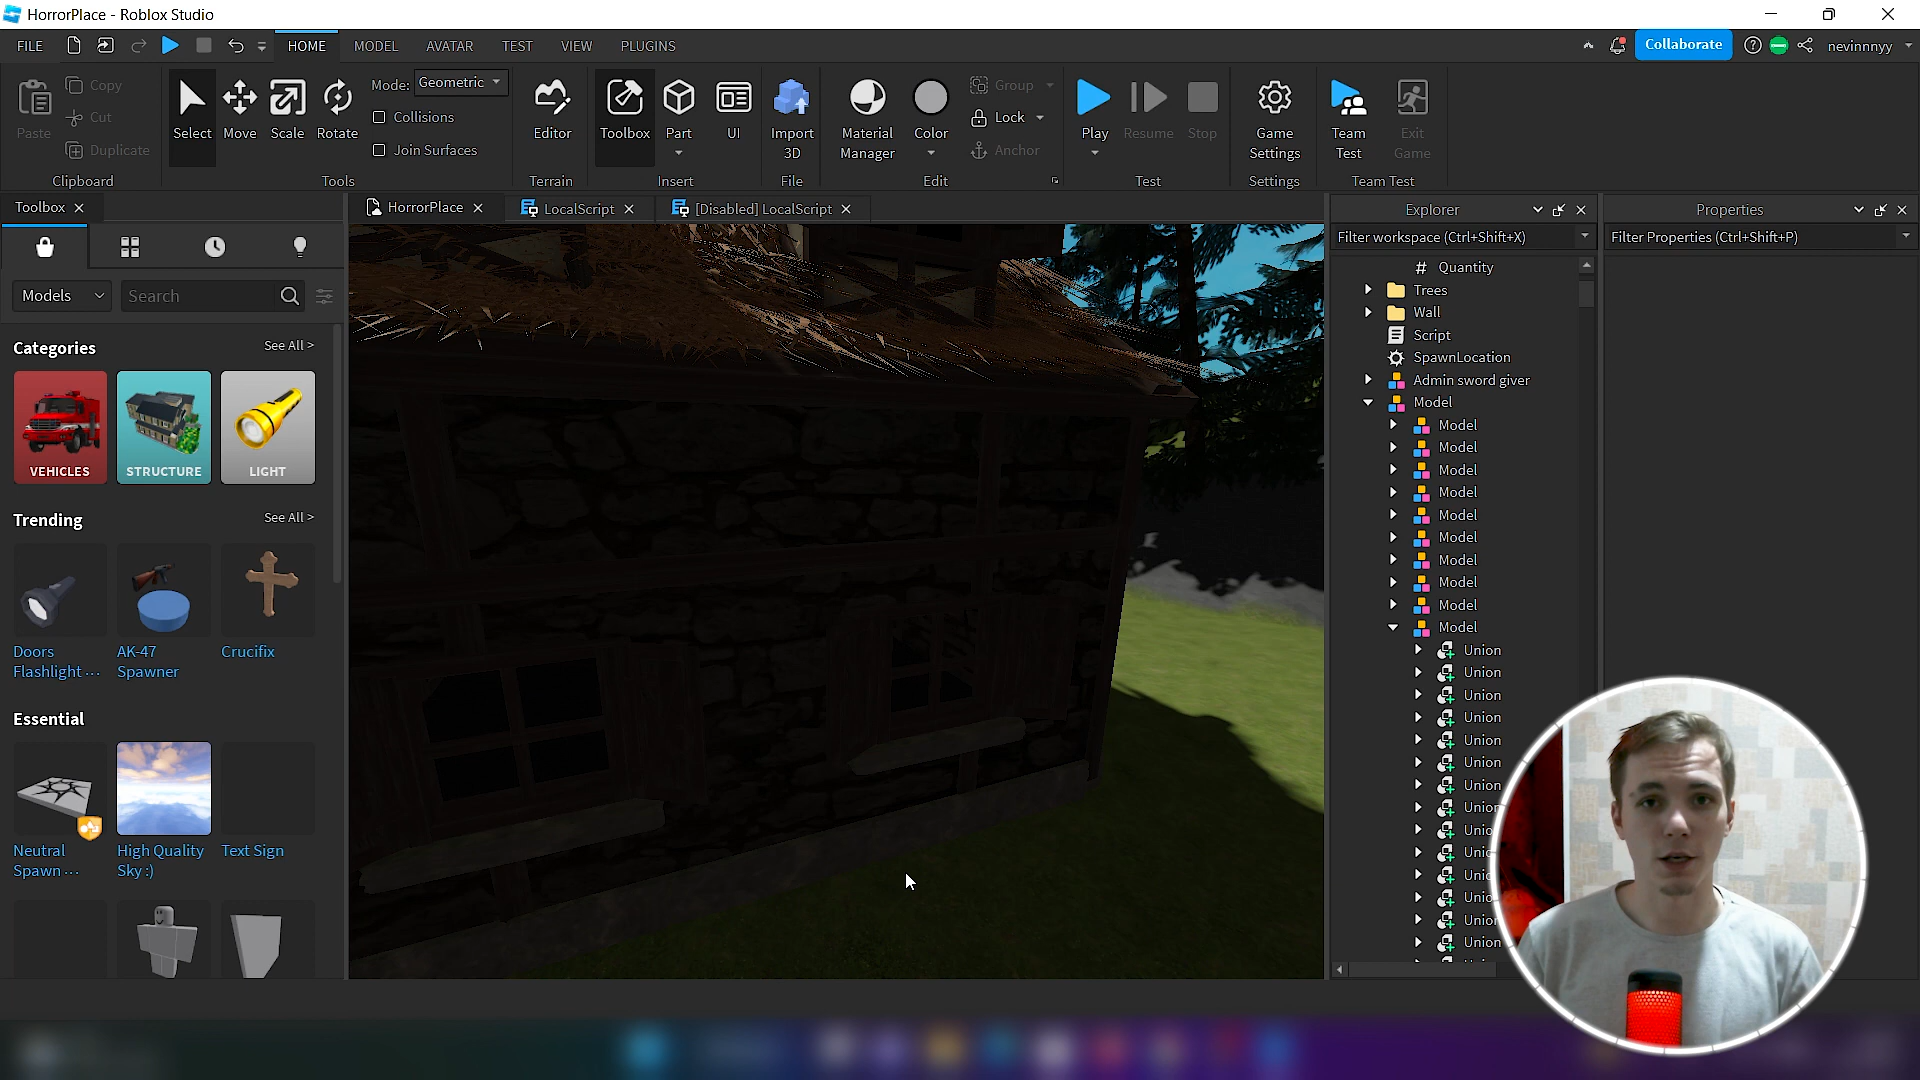 HorrorPlace - Roblox Studio
FILE
HOME
MODEL
AVATAR
TEST
VIEW
PLUGINS
Collaborate
nevinnnyy
Paste
Copy
Cut
Duplicate
Clipboard
Select
Move
Scale
Rotate
Mode: Geometric
Collisions
Join Surfaces
Tools
Editor
Terrain
Toolbox
Part
UI
Insert
Import 3D
File
Material Manager
Color
Group
Lock
Anchor
Edit
Play
Resume
Stop
Test
Game Settings
Settings
Team Test
Exit Game
Team Test
Toolbox
HorrorPlace
LocalScript
[Disabled] LocalScript
Explorer
Properties
Filter workspace (Ctrl+Shift+X)
Filter Properties (Ctrl+Shift+P)
Models
Search
Categories
See All >
VEHICLES
STRUCTURE
LIGHT
Trending
See All >
Doors Flashlight ...
AK-47 Spawner
Crucifix
Essential
Neutral Spawn ...
High Quality Sky :)
Text Sign
# Quantity
Trees
Wall
Script
SpawnLocation
Admin sword giver
Model
Model
Model
Model
Model
Model
Model
Model
Model
Model
Model
Union
Union
Union
Union
Union
Union
Union
Union
Union